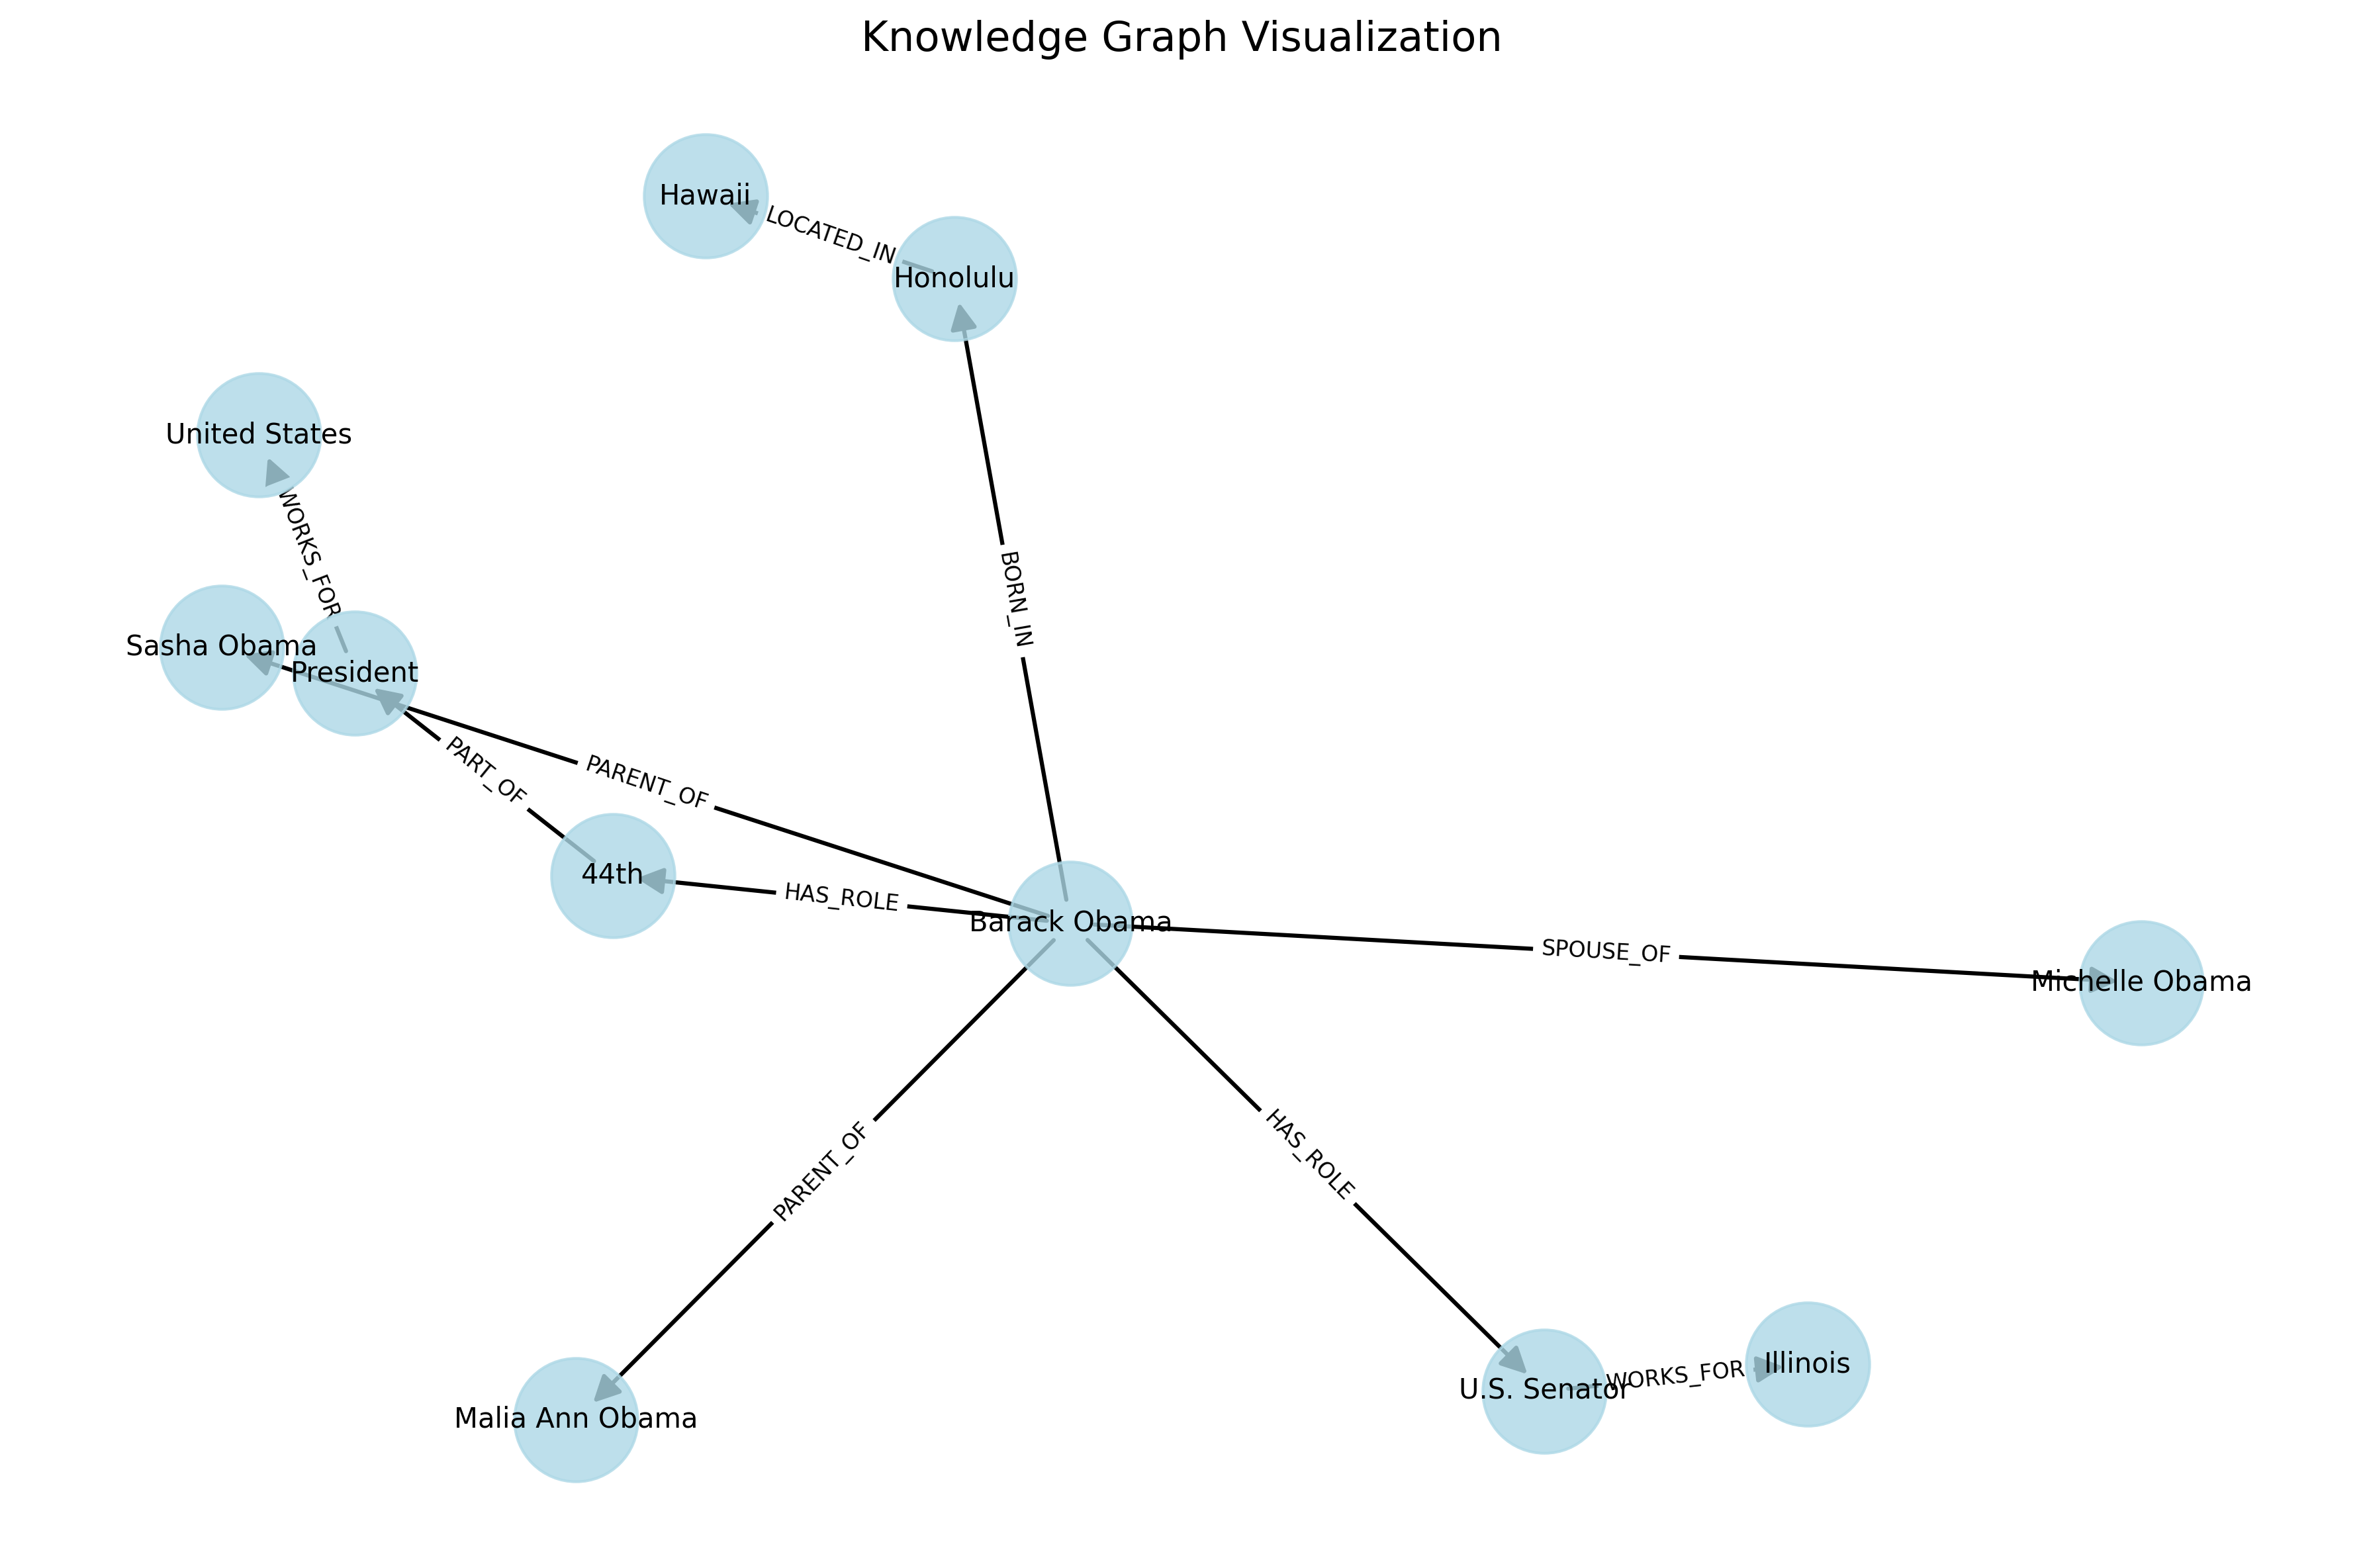 Knowledge Graph Visualization
Hawaii
LOCATED_IN
Honolulu
United States
WORKS_FOR
BORN_IN
Sasha Obama
President
PART_OF
PARENT_OF
44th
HAS_ROLE
Barack Obama
SPOUSE_OF
Michelle Obama
PARENT_OF
HAS_ROLE
Malia Ann Obama
U.S. Senator
WORKS_FOR
Illinois